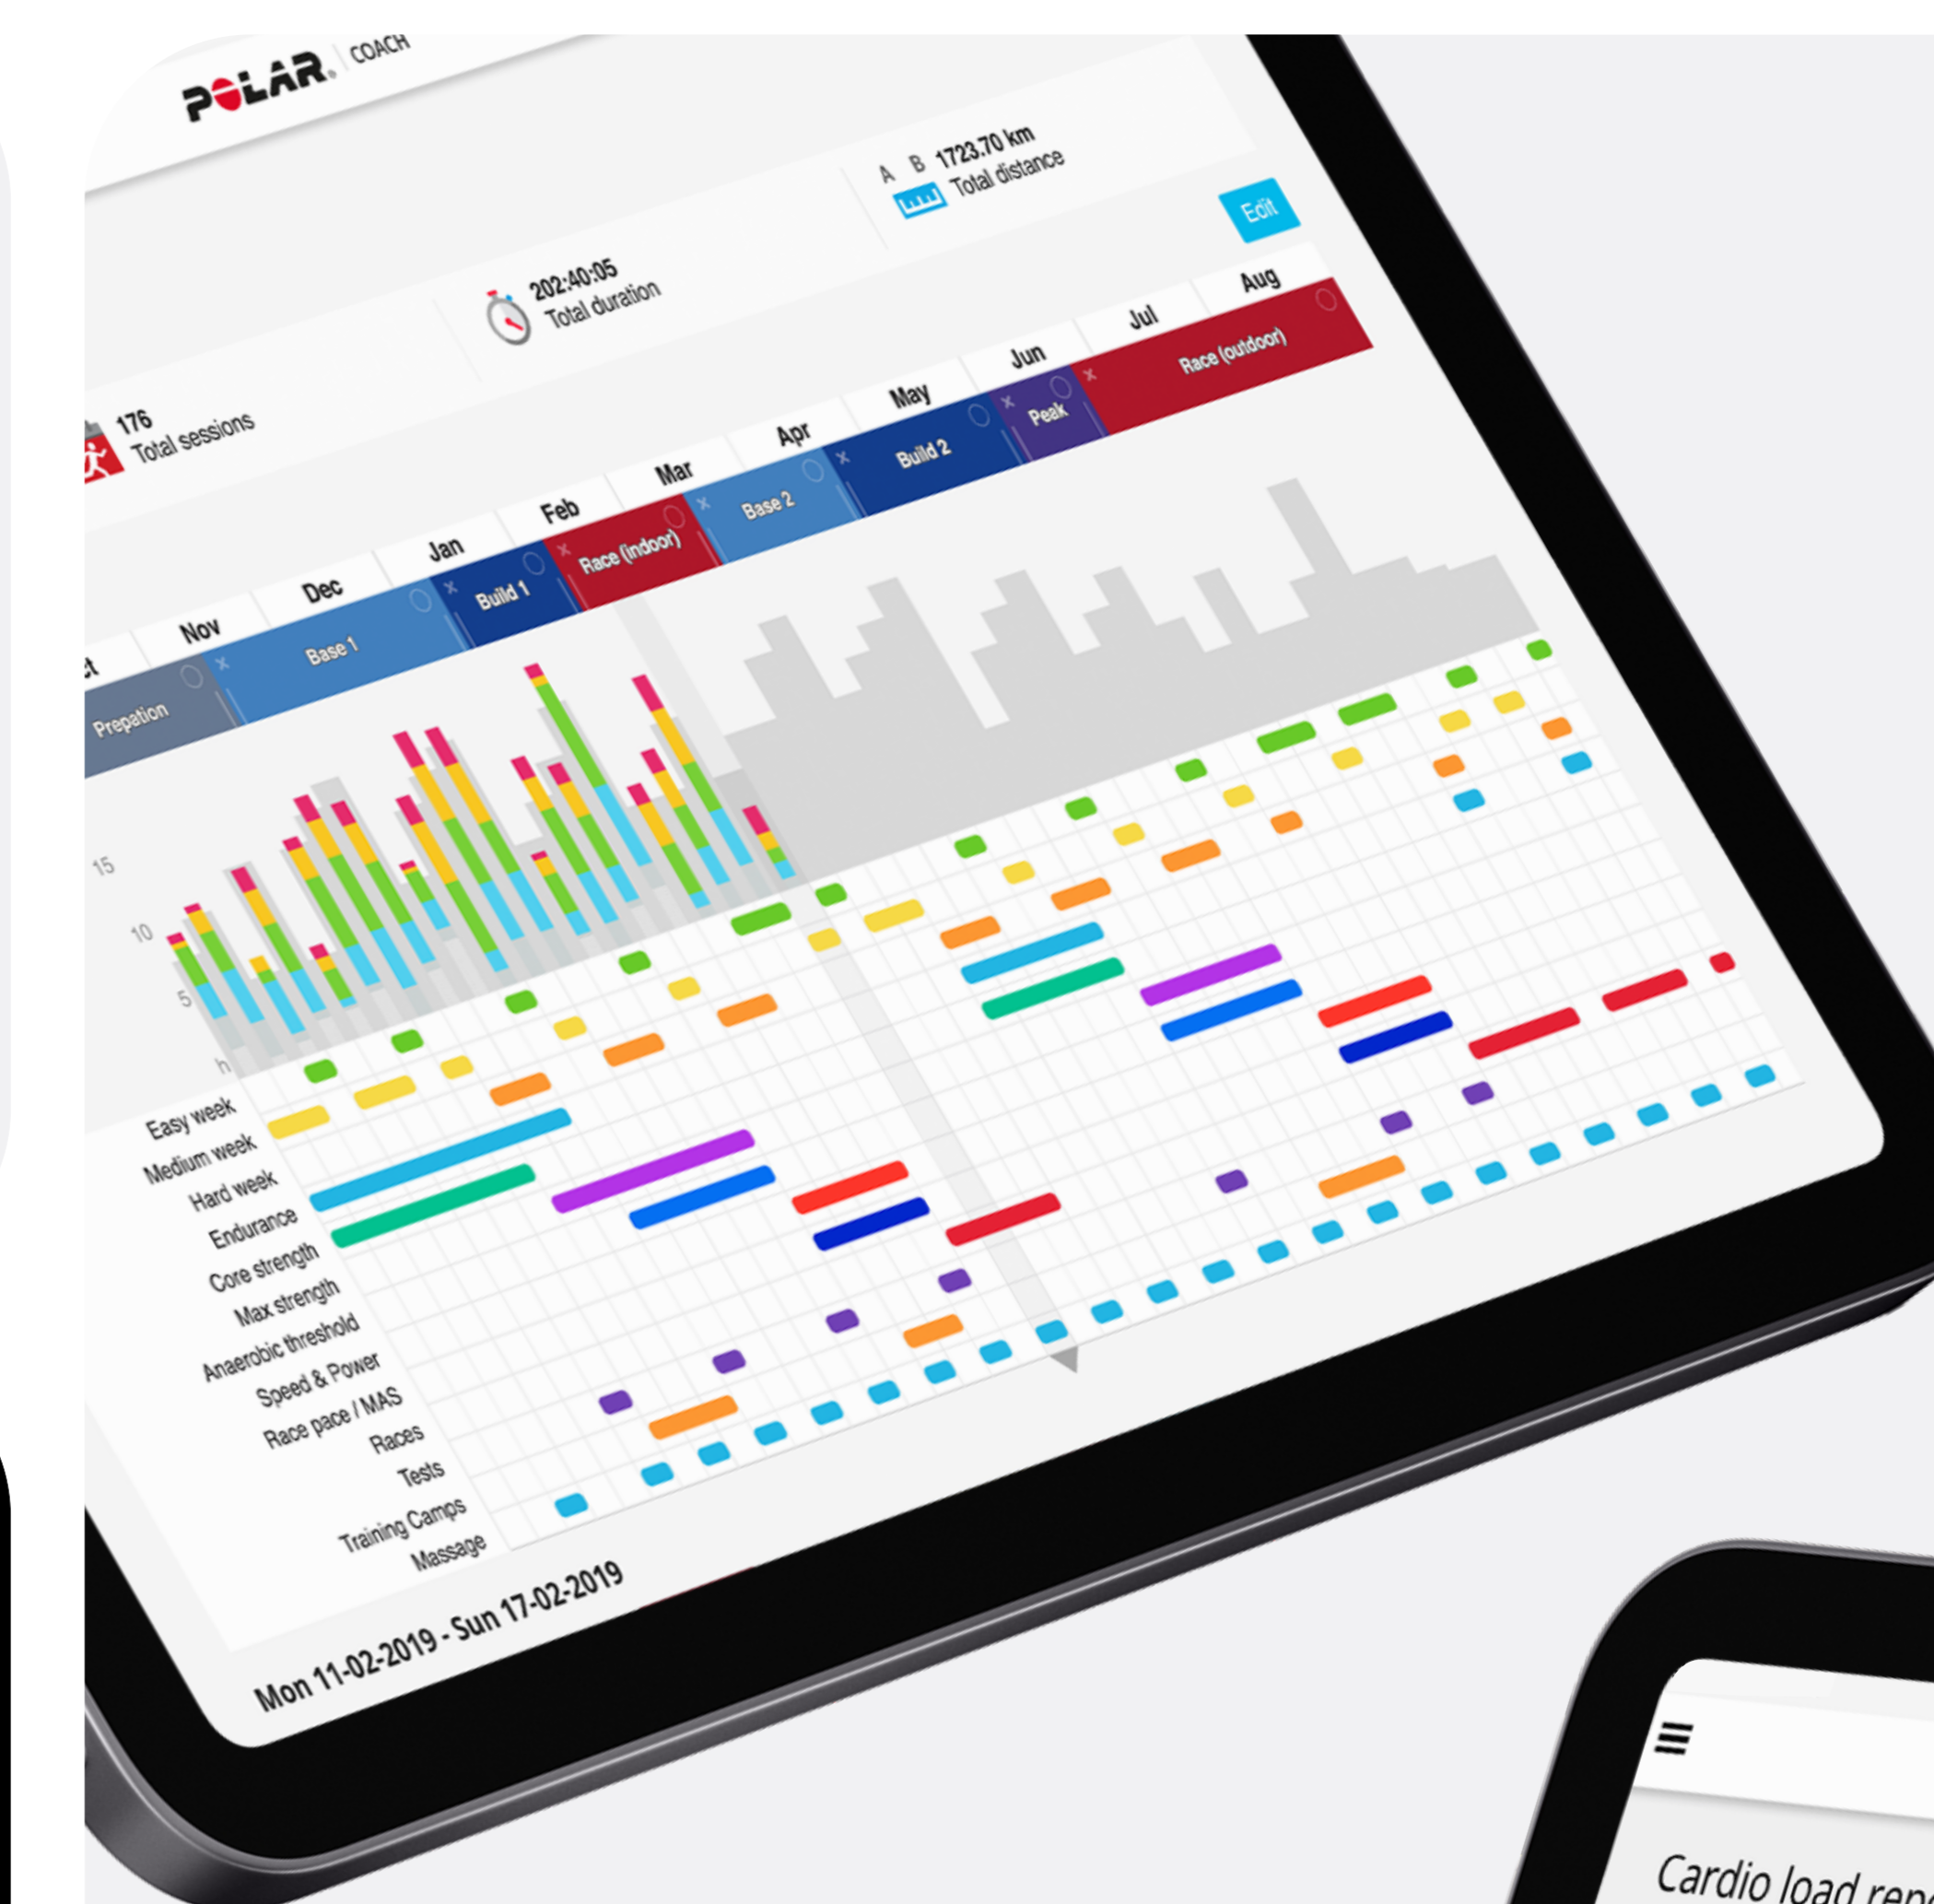 POLAR® | COACH
A B 1723.70 km
Total distance
202:40:05
Total duration
176
Total sessions
Edit
Nov Dec Jan Feb Mar Apr May Jun Jul Aug
Prepation Base 1 Build 1 Race (indoor) Base 2 Build 2 Peak Race (outdoor)
15
10
5
h
Easy week
Medium week
Hard week
Endurance
Core strength
Max strength
Anaerobic threshold
Speed & Power
Race pace / MAS
Races
Tests
Training Camps
Massage
Mon 11-02-2019 - Sun 17-02-2019
Cardio load